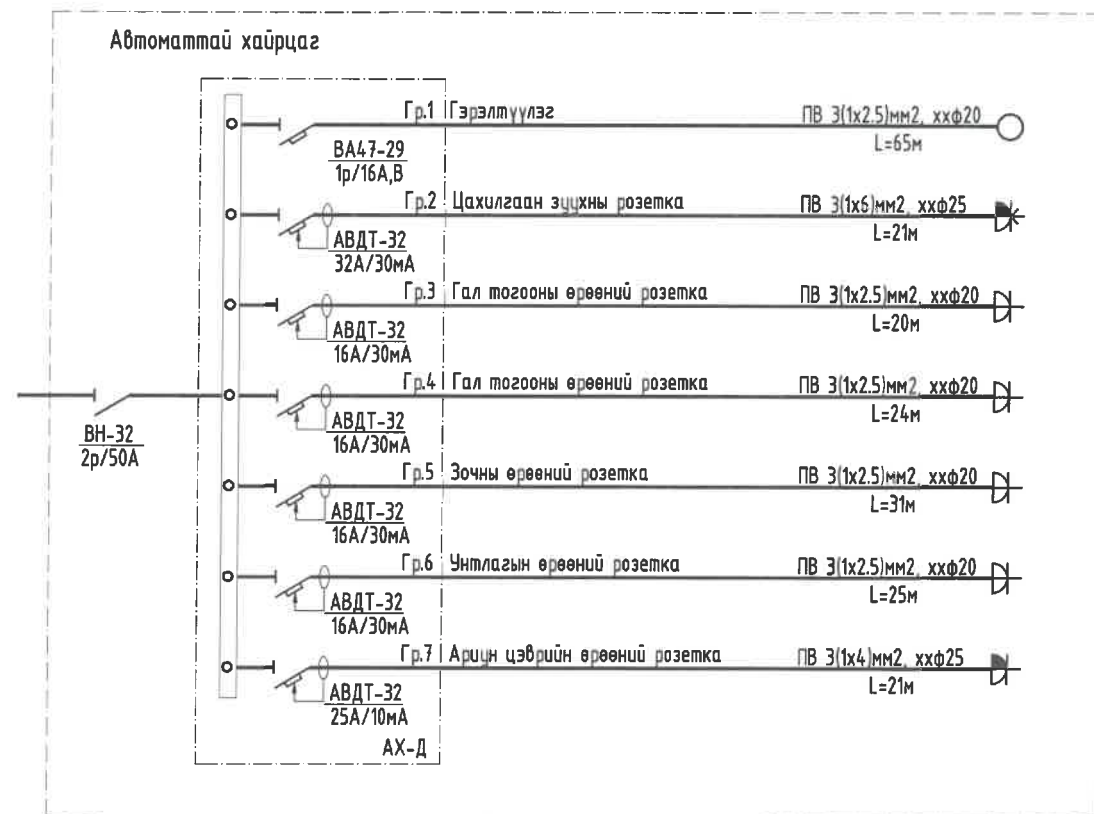 Автоматтай хайрцаг
Гр.1 Гэрэлтүүлэг ПВ 3(1x2.5)мм2, ххф20
ВА47-29
1р/16А,В
L=65м
Гр.2 Цахилгаан зуухны розетка ПВ 3(1x6)мм2, ххф25
АВДТ-32
32А/30мА
L=21м
Гр.3 Гал тогооны өрөөний розетка ПВ 3(1x2.5)мм2, ххф20
АВДТ-32
16А/30мА
L=20м
Гр.4 Гал тогооны өрөөний розетка ПВ 3(1x2.5)мм2, ххф20
АВДТ-32
16А/30мА
L=24м
ВН-32
2р/50А
Гр.5 Зочны өрөөний розетка ПВ 3(1x2.5)мм2, ххф20
АВДТ-32
16А/30мА
L=31м
Гр.6 Унтлагын өрөөний розетка ПВ 3(1x2.5)мм2, ххф20
АВДТ-32
16А/30мА
L=25м
Гр.7 Ариун цэврийн өрөөний розетка ПВ 3(1x4)мм2, ххф25
АВДТ-32
25А/10мА
L=21м
АХ-Д